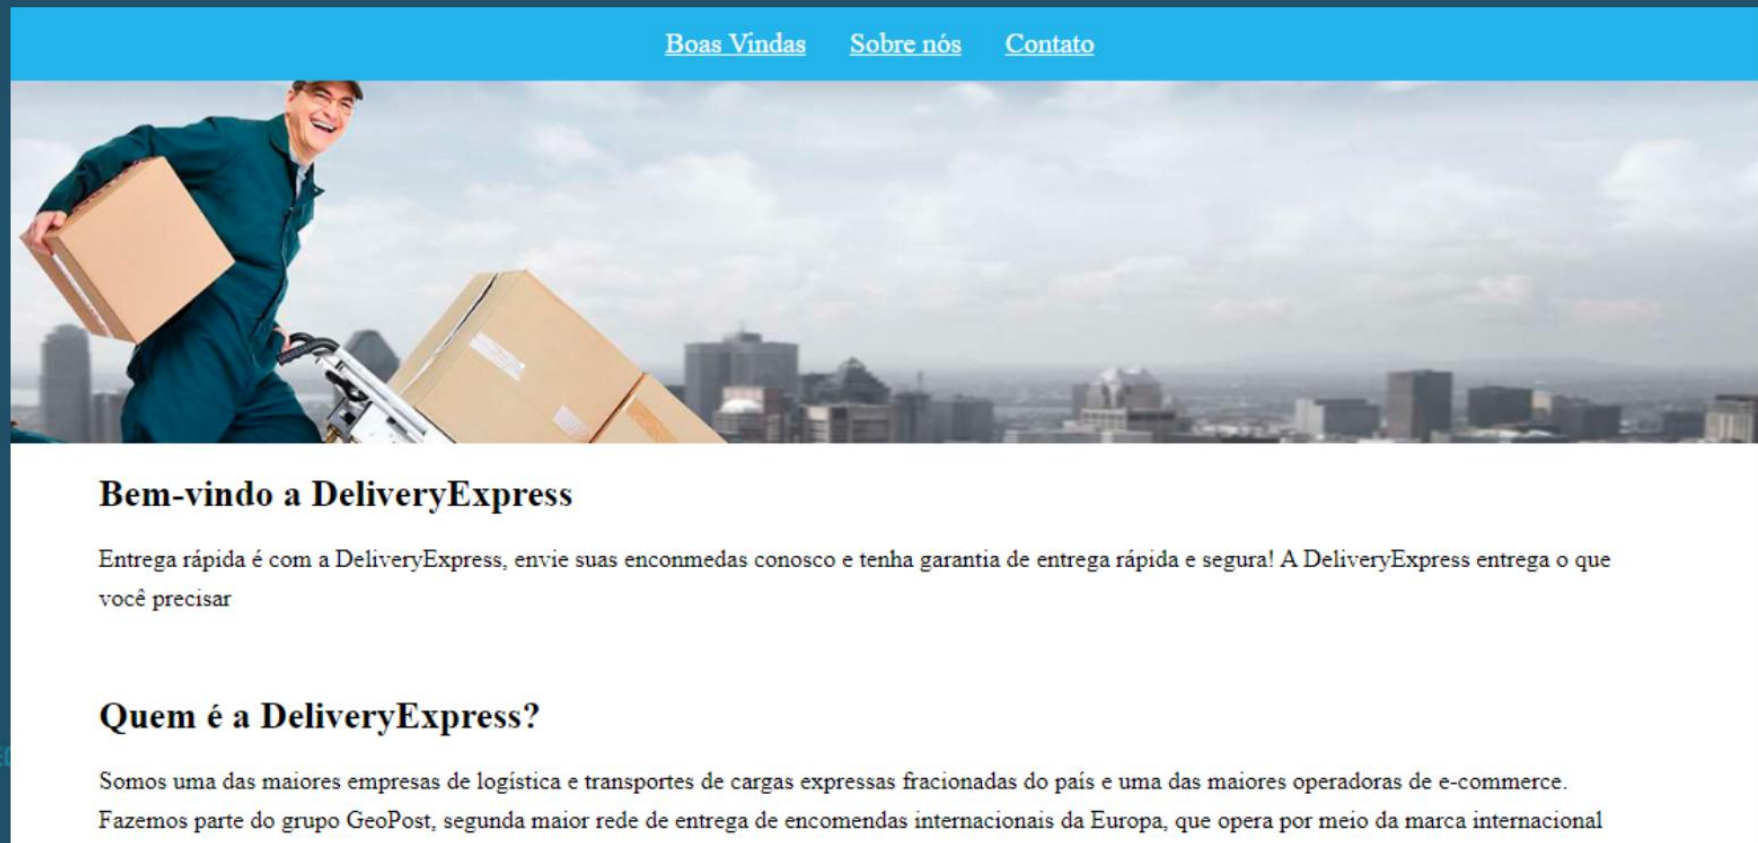 Boas Vindas Sobre nós Contato
Bem-vindo a DeliveryExpress
Entrega rápida é com a DeliveryExpress, envie suas enconmedas conosco e tenha garantia de entrega rápida e segura! A DeliveryExpress entrega o que
você precisar
Quem é a DeliveryExpress?
Somos uma das maiores empresas de logística e transportes de cargas expressas fracionadas do país e uma das maiores operadoras de e-commerce.
Fazemos parte do grupo GeoPost, segunda maior rede de entrega de encomendas internacionais da Europa, que opera por meio da marca internacional